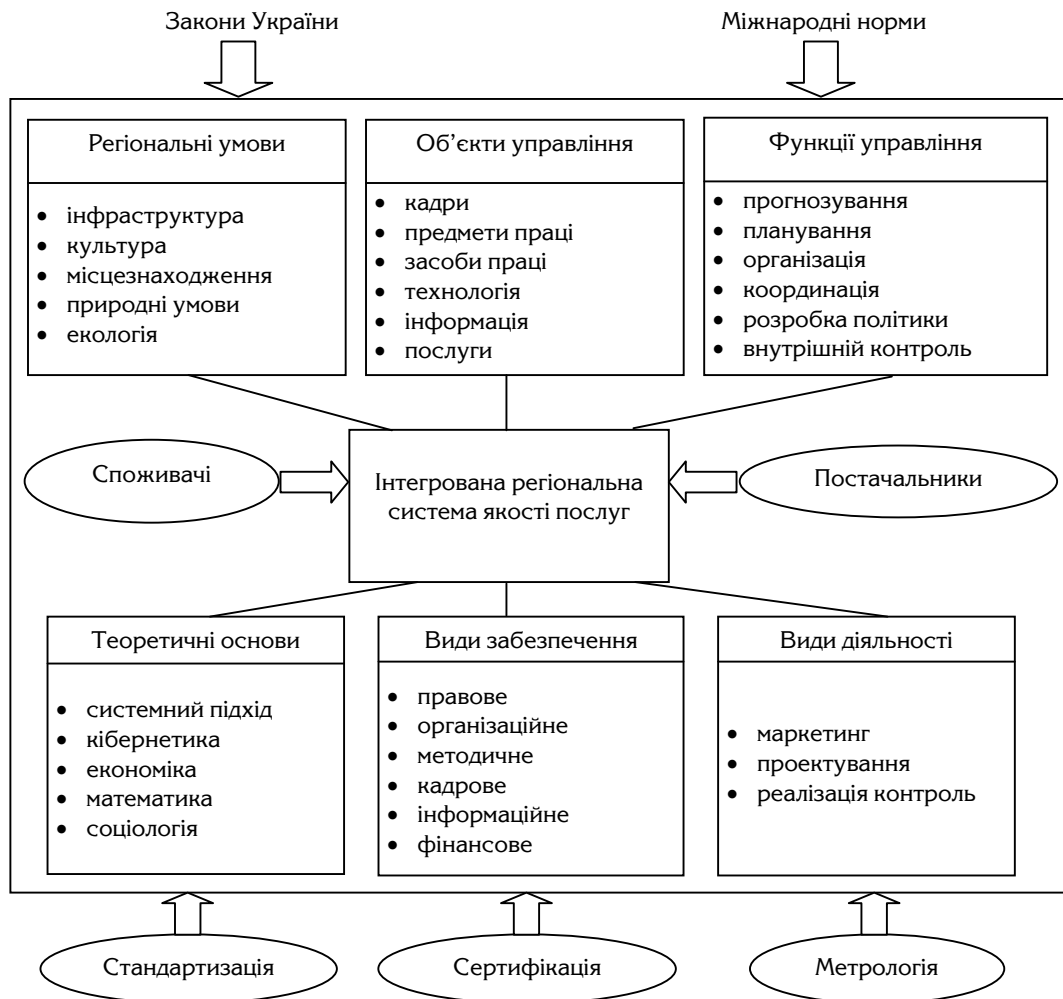 Закони України
Міжнародні норми
Регіональні умови
• інфраструктура
• культура
• місцезнаходження
• природні умови
• екологія
Об’єкти управління
• кадри
• предмети праці
• засоби праці
• технологія
• інформація
• послуги
Функції управління
• прогнозування
• планування
• організація
• координація
• розробка політики
• внутрішній контроль
Споживачі
Інтегрована регіональна
система якості послуг
Постачальники
Теоретичні основи
• системний підхід
• кібернетика
• економіка
• математика
• соціологія
Види забезпечення
• правове
• організаційне
• методичне
• кадрове
• інформаційне
• фінансове
Види діяльності
• маркетинг
• проектування
• реалізація контроль
Стандартизація
Сертифікація
Метрологія